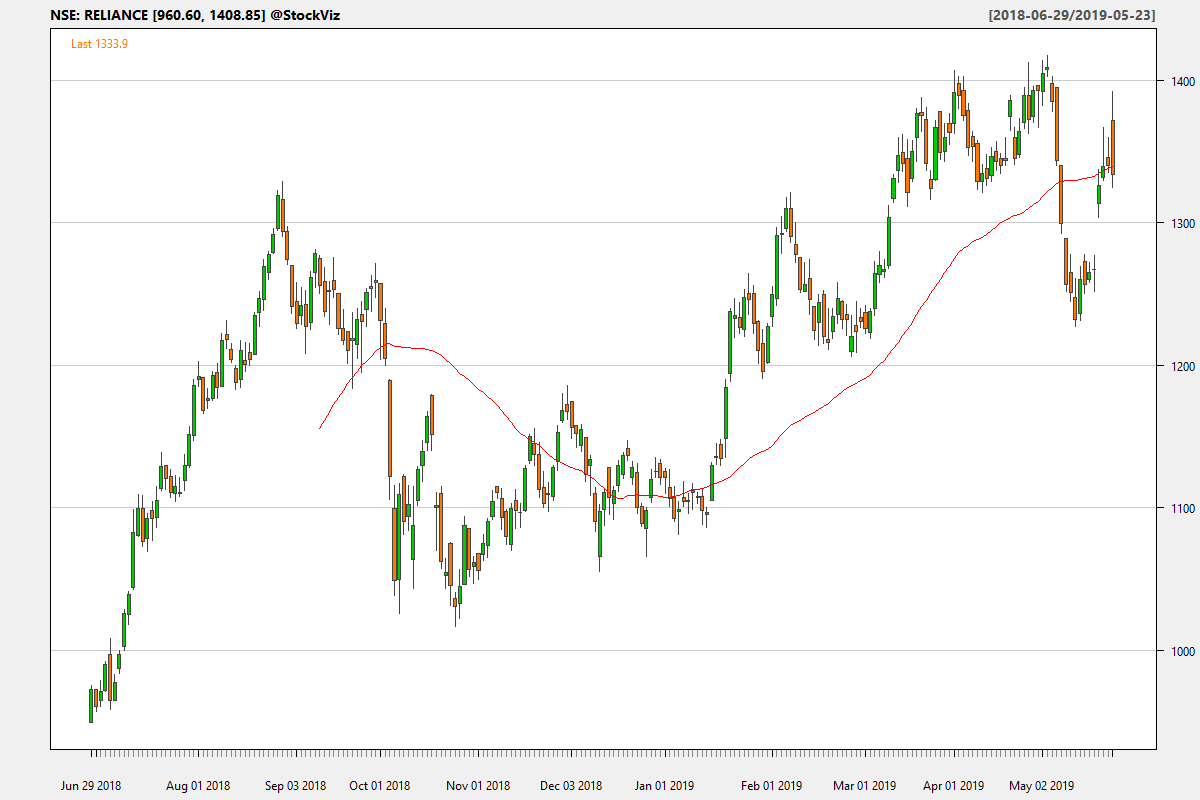 NSE: RELIANCE [960.60, 1408.85] @StockViz
[2018-06-29/2019-05-23]
Last 1333.9
1400
1300
1200
1100
1000
Jun 29 2018 Aug 01 2018 Sep 03 2018 Oct 01 2018 Nov 01 2018 Dec 03 2018 Jan 01 2019 Feb 01 2019 Mar 01 2019 Apr 01 2019 May 02 2019